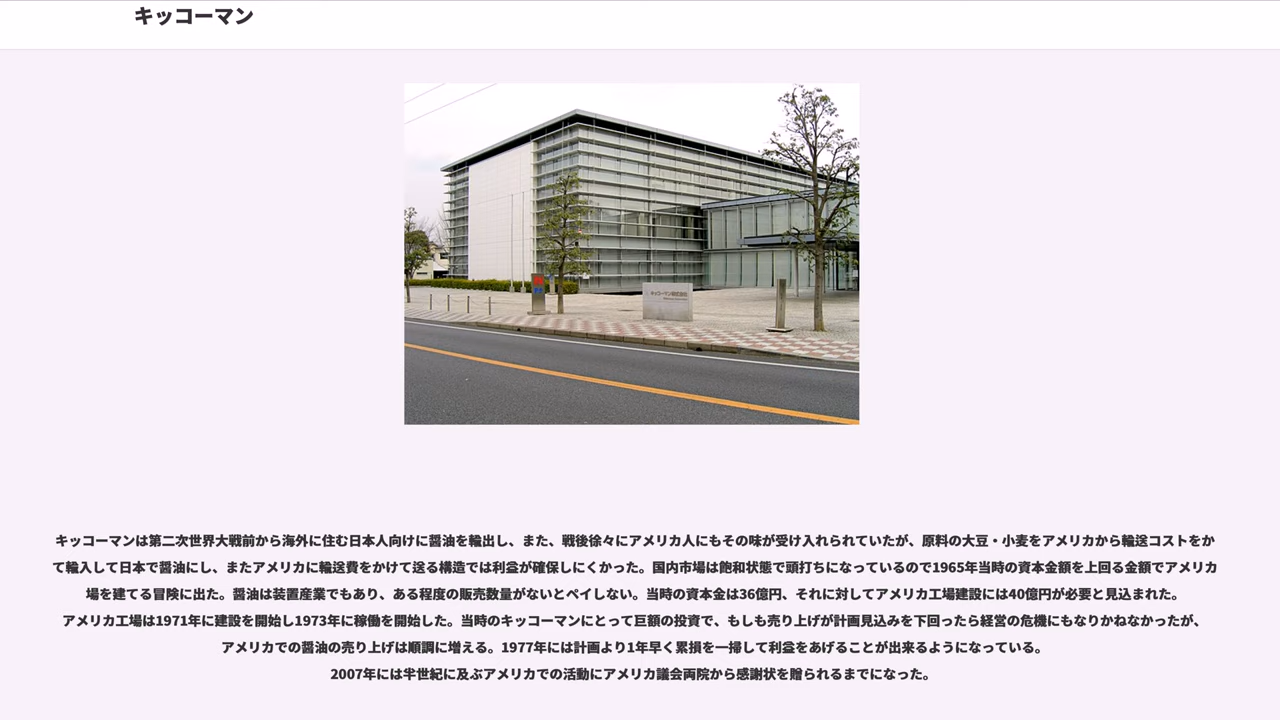 キッコーマン
キッコーマン株式会社
キッコーマンは第二次世界大戦前から海外に住む日本人向けに醤油を輸出し、また、戦後徐々にアメリカ人にもその味が受け入れられていたが、原料の大豆・小麦をアメリカから輸送コストをか
て輸入して日本で醤油にし、またアメリカに輸送費をかけて送る構造では利益が確保しにくかった。国内市場は飽和状態で頭打ちになっているので1965年当時の資本金額を上回る金額でアメリカ
場を建てる冒険に出た。醤油は装置産業でもあり、ある程度の販売数量がないとペイしない。当時の資本金は36億円、それに対してアメリカ工場建設には40億円が必要と見込まれた。
アメリカ工場は1971年に建設を開始し1973年に稼働を開始した。当時のキッコーマンにとって巨額の投資で、もしも売り上げが計画見込みを下回ったら経営の危機にもなりかねなかったが、
アメリカでの醤油の売り上げは順調に増える。1977年には計画より1年早く累損を一掃して利益をあげることが出来るようになっている。
2007年には半世紀に及ぶアメリカでの活動にアメリカ議会両院から感謝状を贈られるまでになった。